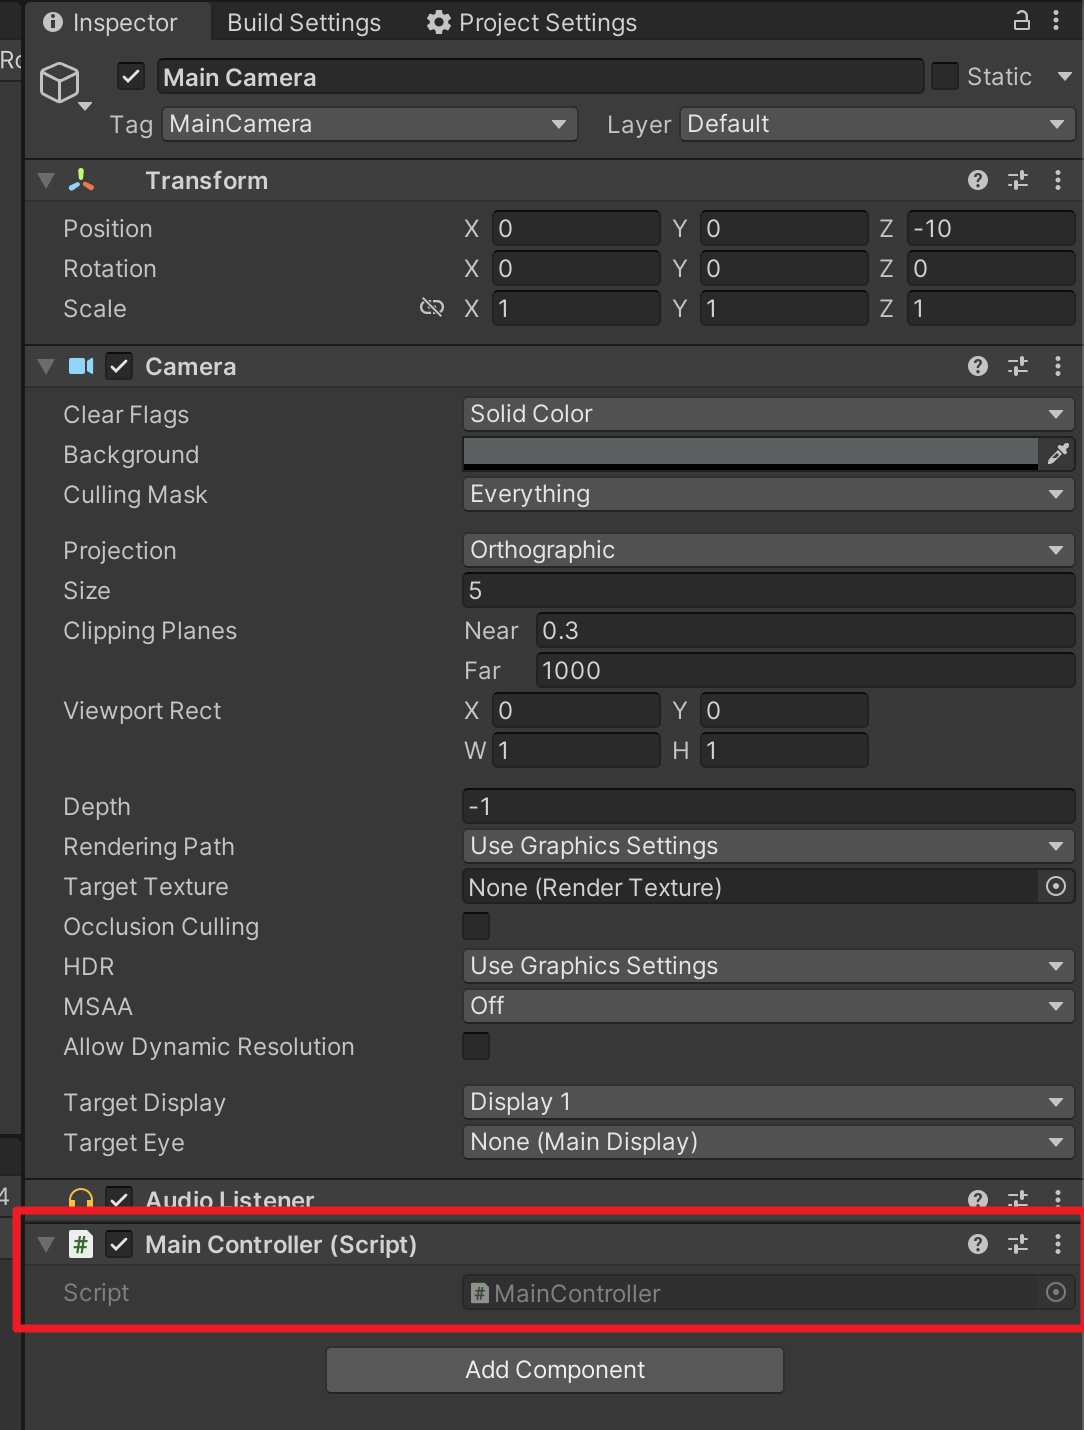 Inspector Build Settings Project Settings
Main Camera Static
Tag MainCamera Layer Default
Transform
Position X 0 Y 0 Z -10
Rotation X 0 Y 0 Z 0
Scale X 1 Y 1 Z 1
Camera
Clear Flags Solid Color
Background
Culling Mask Everything
Projection Orthographic
Size 5
Clipping Planes Near 0.3
Far 1000
Viewport Rect X 0 Y 0
W 1 H 1
Depth -1
Rendering Path Use Graphics Settings
Target Texture None (Render Texture)
Occlusion Culling
HDR Use Graphics Settings
MSAA Off
Allow Dynamic Resolution
Target Display Display 1
Target Eye None (Main Display)
4
Audio Listener
# Main Controller (Script)
Script # MainController
Add Component